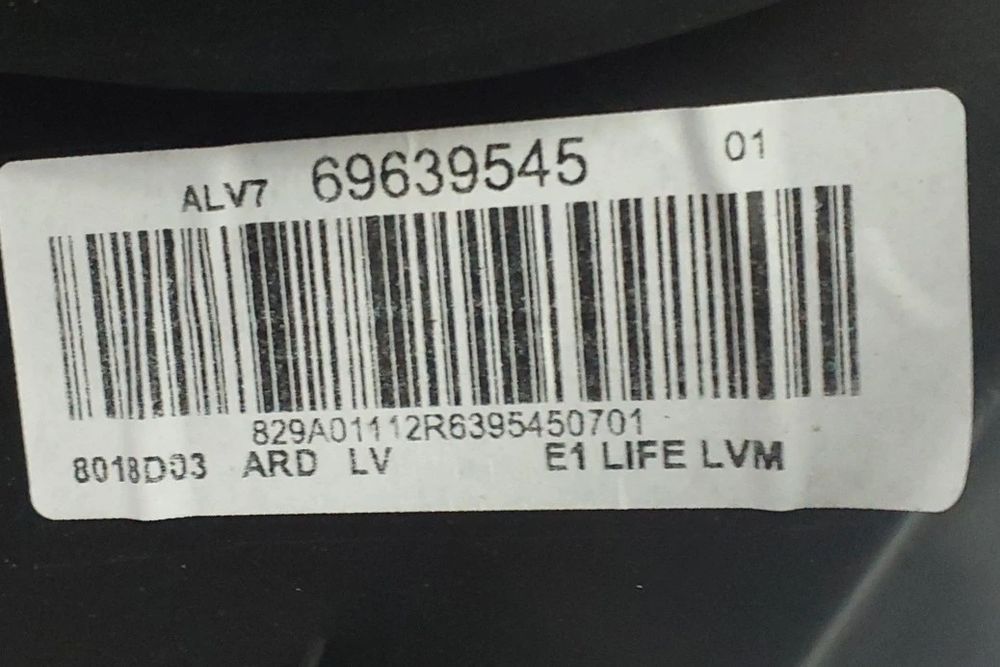 ALV7 69639545 01
829A01112R6395450701
8018D03 ARD LV E1 LIFE LVM